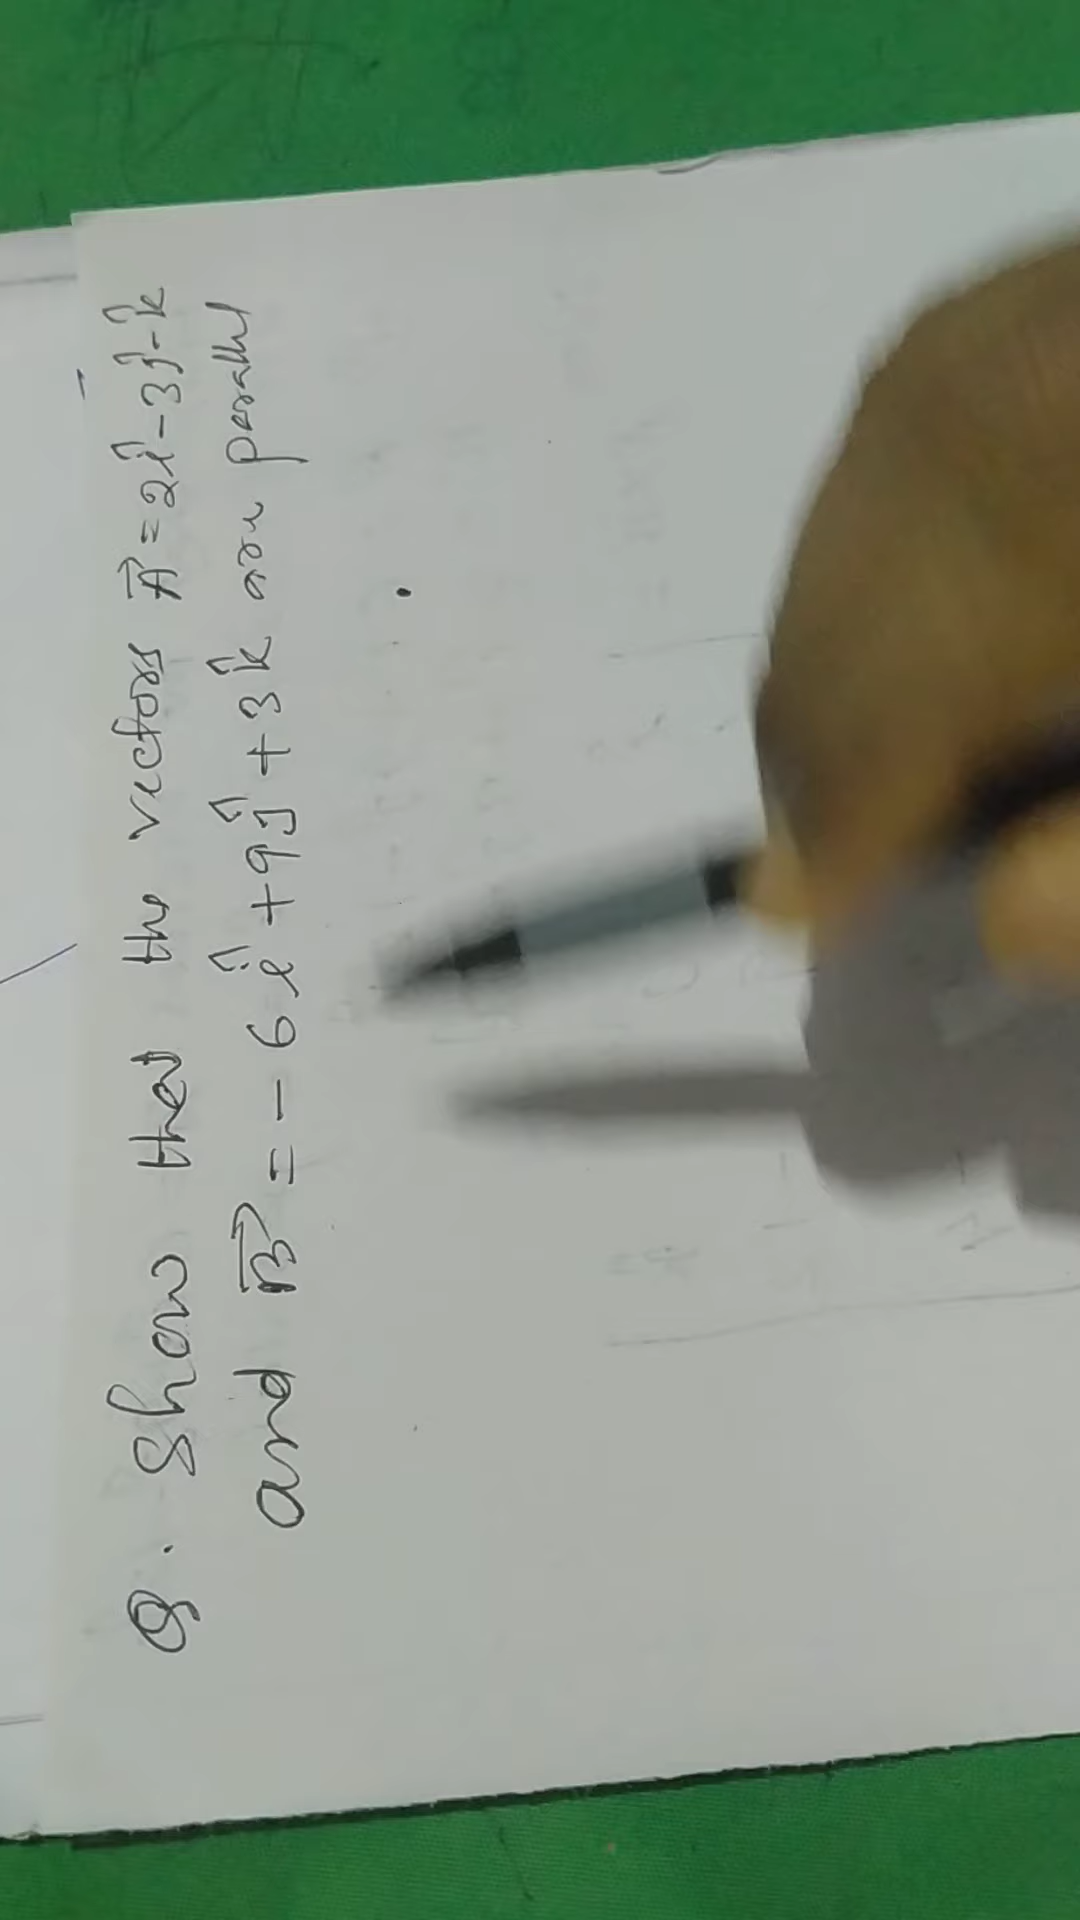 Q. Show that the vectors A⃗ = 2î - 3ĵ - k̂
and B⃗ = - 6î + 9ĵ + 3k̂ are parallel